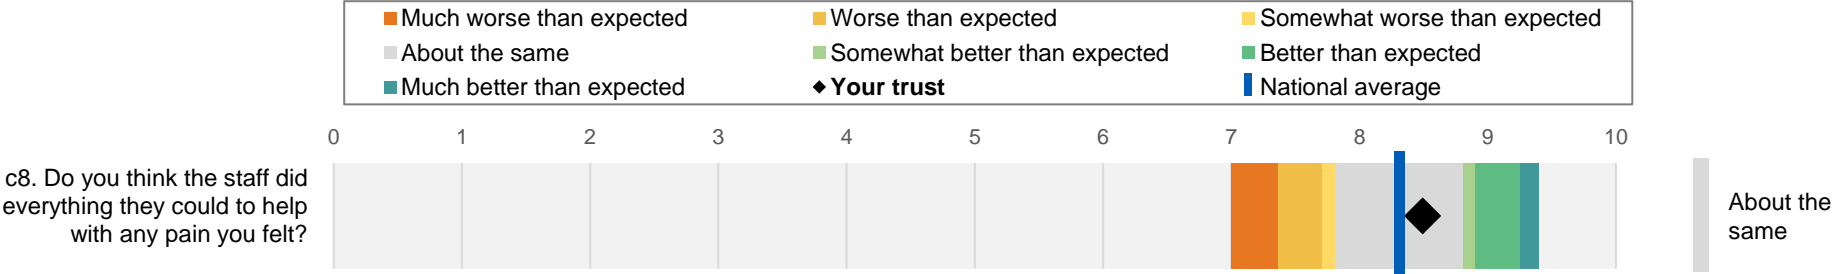 Much worse than expected
Worse than expected
Somewhat worse than expected
About the same
Somewhat better than expected
Better than expected
Much better than expected
Your trust
National average
0 1 2 3 4 5 6 7 8 9 10
c8. Do you think the staff did
everything they could to help
with any pain you felt?
About the
same